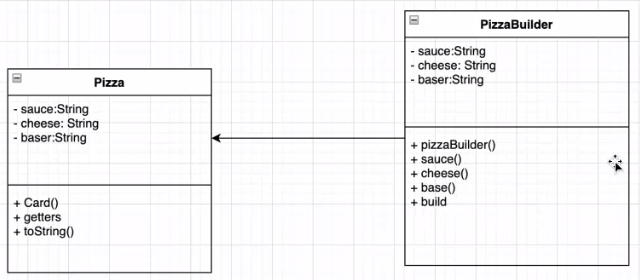 Pizza
- sauce:String
- cheese: String
- baser:String
+ Card()
+ getters
+ toString()
PizzaBuilder
- sauce:String
- cheese: String
- baser:String
+ pizzaBuilder()
+ sauce()
+ cheese()
+ base()
+ build